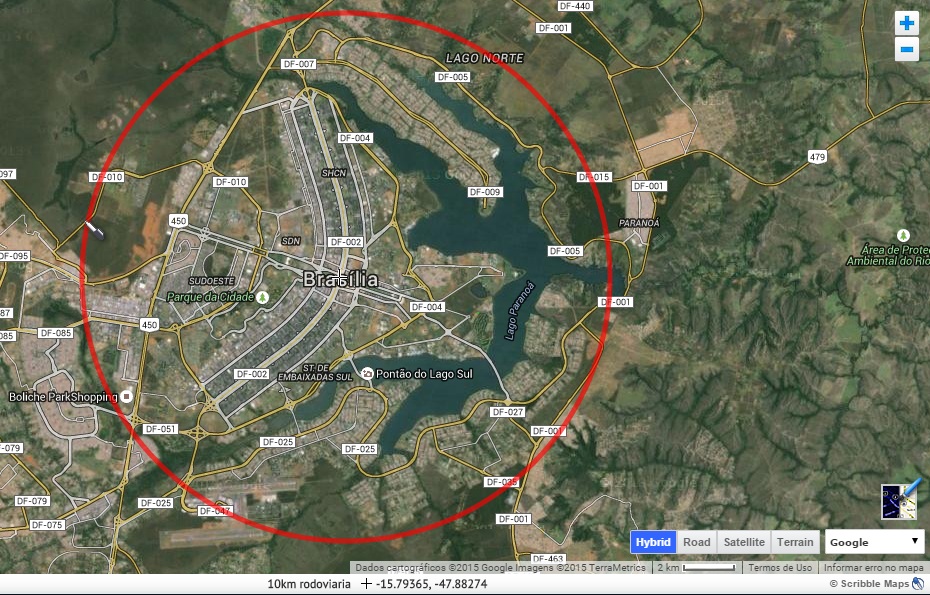 DF-440
DF-001
LAGO NORTE
DF-007
DF-005
DF-004
479
SHCN
097
DF-010
DF-010
DF-015
DF-001
DF-009
450
PARANOÁ
SDN
DF-002
DF-005
Área de Prote
Ambiental do Rio
DF-095
Brasília
SUDOESTE
Parque da Cidade
DF-001
DF-004
Lago Paranoá
87
450
085
DF-085
DF-002
ST. DE
EMBAIXADAS SUL
Pontão do Lago Sul
Boliche ParkShopping
DF-027
DF-051
DF-001
DF-025
DF-025
-079
DF-079
DF-025
DF-047
DF-075
DF-001
DF-463
Hybrid Road Satellite Terrain Google
Dados cartográficos ©2015 Google Imagens ©2015 TerraMetrics 2 km Termos de Uso Informar erro no mapa
10km rodoviaria -15.79365, -47.88274 © Scribble Maps